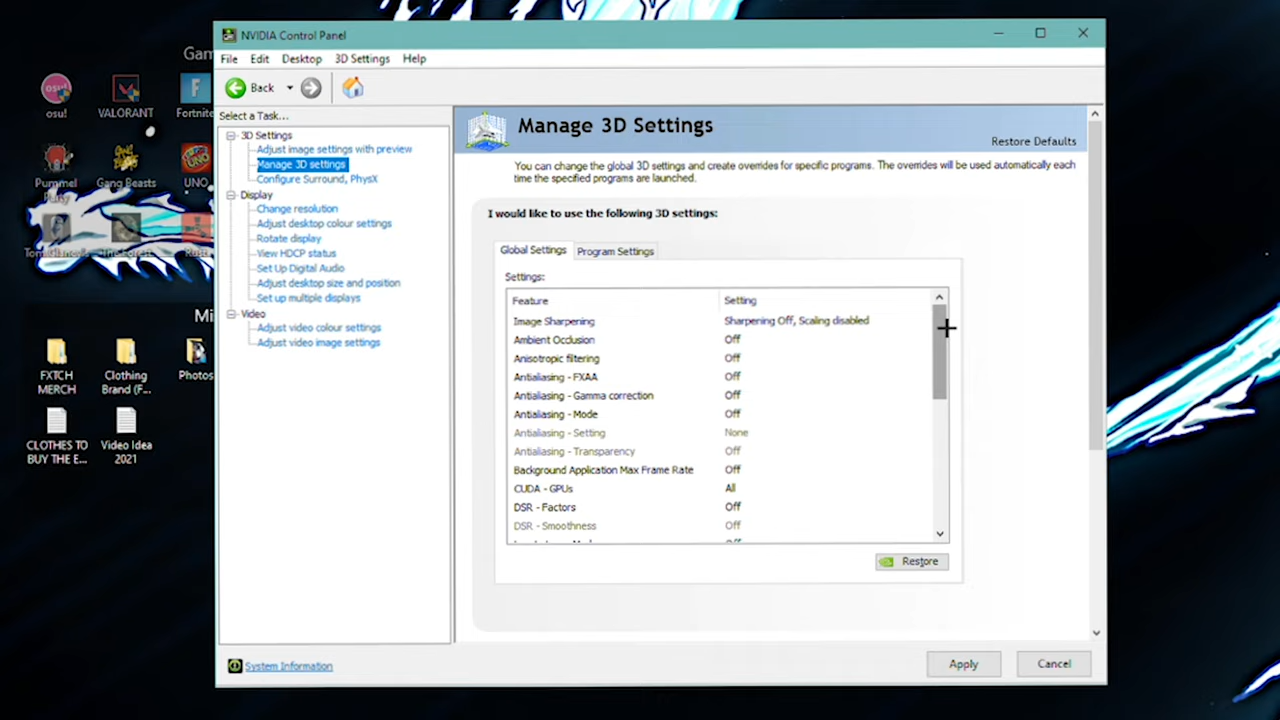 NVIDIA Control Panel
File Edit Desktop 3D Settings Help
Back
Select a Task...
3D Settings
Adjust image settings with preview
Manage 3D settings
Configure Surround, PhysX
Display
Change resolution
Adjust desktop colour settings
Rotate display
View HDCP status
Set Up Digital Audio
Adjust desktop size and position
Set up multiple displays
Video
Adjust video colour settings
Adjust video image settings
System Information
Manage 3D Settings
Restore Defaults
You can change the global 3D settings and create overrides for specific programs. The overrides will be used automatically each
time the specified programs are launched.
I would like to use the following 3D settings:
Global Settings Program Settings
Settings:
Feature Setting
Image Sharpening Sharpening Off, Scaling disabled
Ambient Occlusion Off
Anisotropic filtering Off
Antialiasing - FXAA Off
Antialiasing - Gamma correction Off
Antialiasing - Mode Off
Antialiasing - Setting None
Antialiasing - Transparency Off
Background Application Max Frame Rate Off
CUDA - GPUs All
DSR - Factors Off
DSR - Smoothness Off
Restore
Apply Cancel
Gam
osu!
osu! VALORANT Fortnite
Pummel Gang Beasts UNO
Party
UNO
Mi
FXTCH Clothing Photos
MERCH Brand (F...
CLOTHES TO Video Idea
BUY THE E... 2021